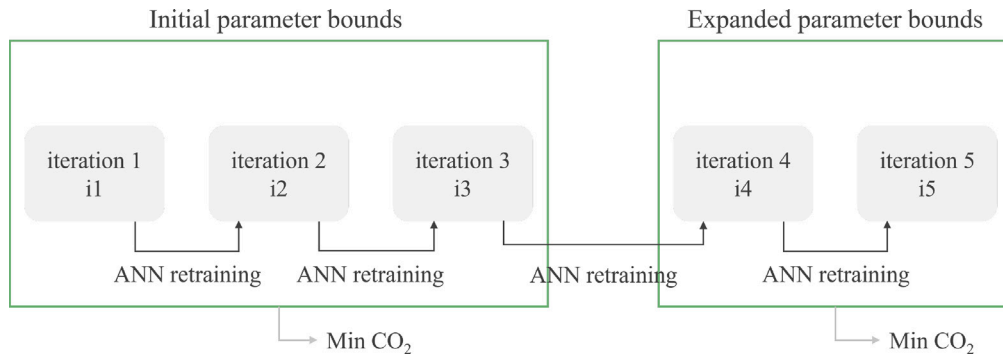 Initial parameter bounds
Expanded parameter bounds
iteration 1
i1
iteration 2
i2
iteration 3
i3
iteration 4
i4
iteration 5
i5
ANN retraining
ANN retraining
ANN retraining
ANN retraining
Min CO₂
Min CO₂